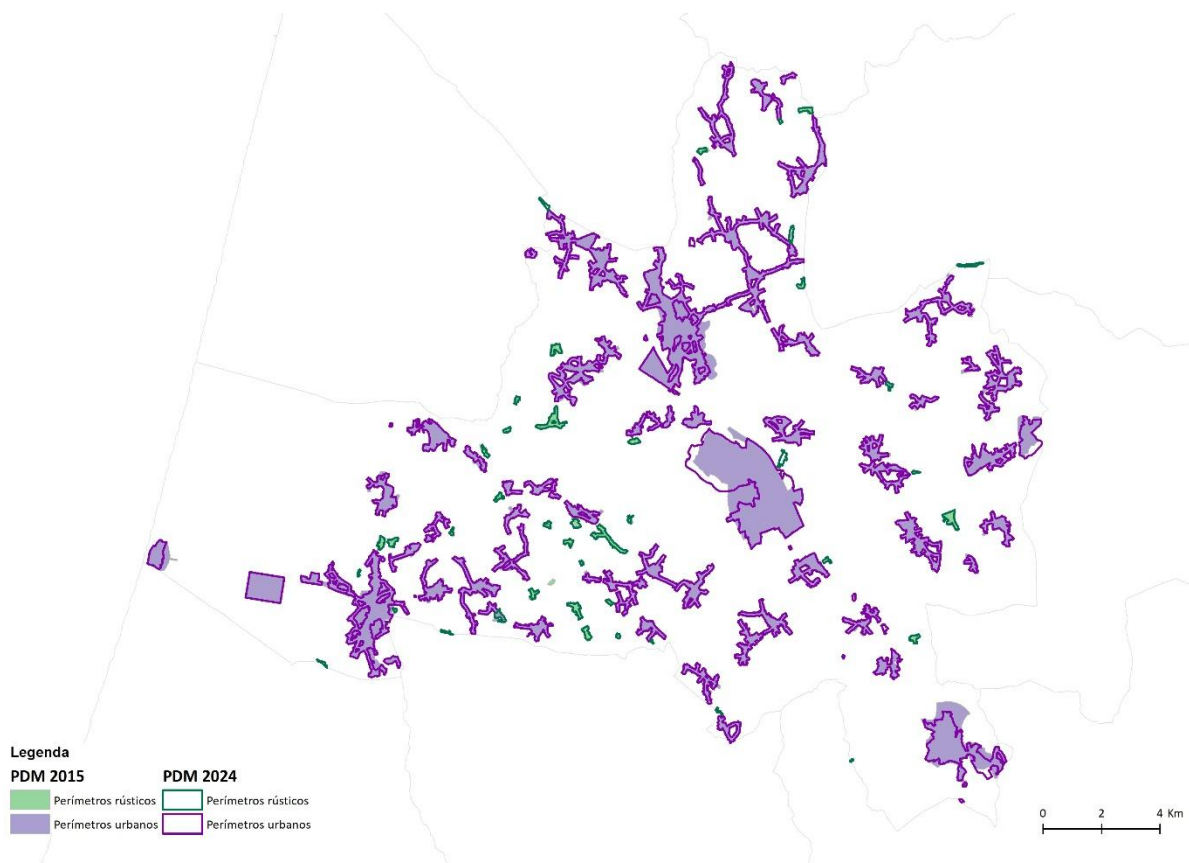 Legenda
PDM 2015 PDM 2024
Perímetros rústicos Perímetros rústicos
Perímetros urbanos Perímetros urbanos
0 2 4 Km